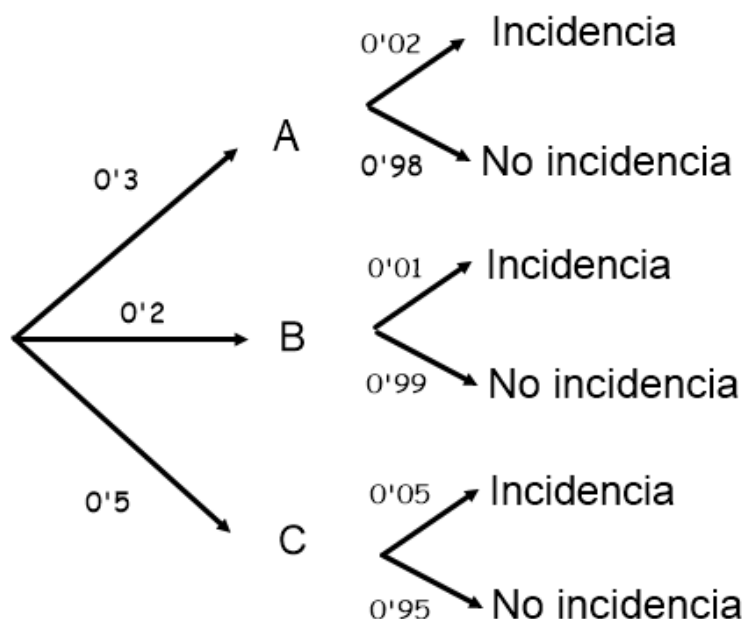 0'02 Incidencia
A
0'3
0'98 No incidencia
0'01 Incidencia
0'2
B
0'99 No incidencia
0'05 Incidencia
0'5
C
0'95 No incidencia